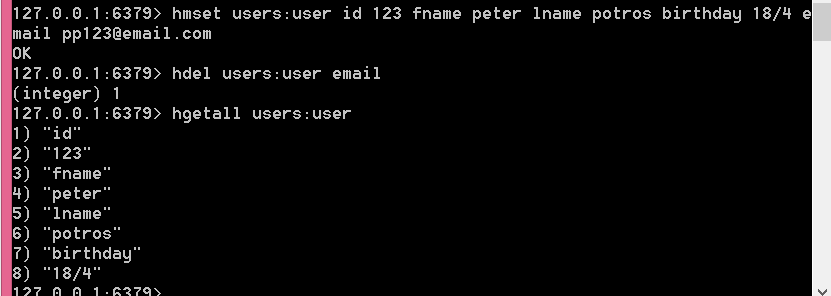 127.0.0.1:6379> hmset users:user id 123 fname peter lname potros birthday 18/4 e
mail pp123@email.com
OK
127.0.0.1:6379> hdel users:user email
(integer) 1
127.0.0.1:6379> hgetall users:user
1) "id"
2) "123"
3) "fname"
4) "peter"
5) "lname"
6) "potros"
7) "birthday"
8) "18/4"
127.0.0.1:6379>